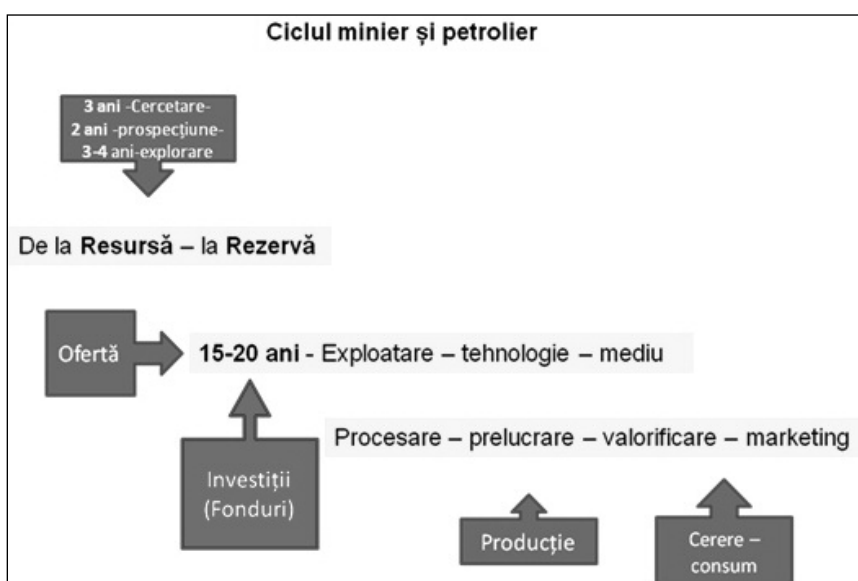 Ciclul minier și petrolier
3 ani -Cercetare-
2 ani -prospecțiune-
3-4 ani-explorare
De la Resursă – la Rezervă
Ofertă
15-20 ani - Exploatare – tehnologie – mediu
Procesare – prelucrare – valorificare – marketing
Investiții
(Fonduri)
Producție
Cerere –
consum